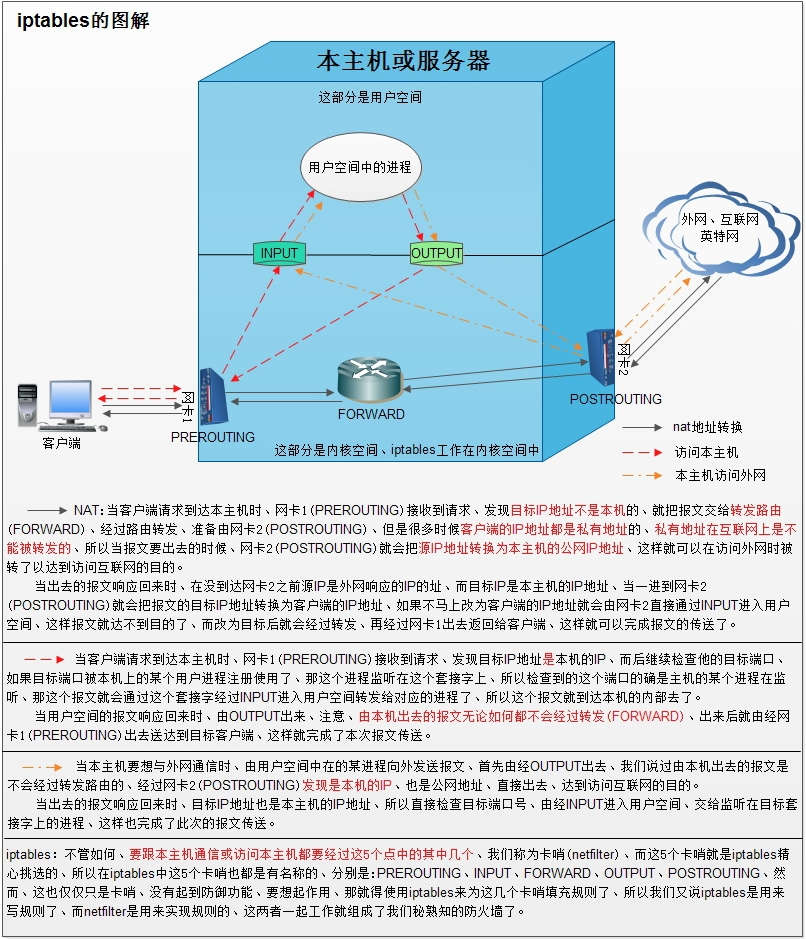 iptables的图解
本主机或服务器
这部分是用户空间
用户空间中的进程
INPUT
OUTPUT
外网、互联网
英特网
网卡2
POSTROUTING
FORWARD
网卡1
PREROUTING
客户端
这部分是内核空间、iptables工作在内核空间中
nat地址转换
访问本主机
本主机访问外网
NAT:当客户端请求到达本主机时、网卡1(PREROUTING)接收到请求、发现目标IP地址不是本机的、就把报文交给转发路由
(FORWARD)、经过路由转发、准备由网卡2(POSTROUTING)、但是很多时候客户端的IP地址都是私有地址的、私有地址在互联网上是不
能被转发的、所以当报文要出去的时候、网卡2(POSTROUTING)就会把源IP地址转换为本主机的公网IP地址、这样就可以在访问外网时被
转了以达到访问互联网的目的。
当出去的报文响应回来时、在没到达网卡2之前源IP是外网响应的IP的址、而目标IP是本主机的IP地址、当一进到网卡2
(POSTROUTING)就会把报文的目标IP地址转换为客户端的IP地址、如果不马上改为客户端的IP地址就会由网卡2直接通过INPUT进入用户
空间、这样报文就达不到目的了、而改为目标后就会经过转发、再经过网卡1出去返回给客户端、这样就可以完成报文的传送了。
当客户端请求到达本主机时、网卡1(PREROUTING)接收到请求、发现目标IP地址是本机的IP、而后继续检查他的目标端口、
如果目标端口被本机上的某个用户进程注册使用了、那这个进程监听在这个套接字上、所以检查到的这个端口的确是主机的某个进程在监
听、那这个报文就会通过这个套接字经过INPUT进入用户空间转发给对应的进程了、所以这个报文就到达本机的内部去了。
当用户空间的报文响应回来时、由OUTPUT出来、注意、由本机出去的报文无论如何都不会经过转发(FORWARD)、出来后就由经网
卡1(PREROUTING)出去送达到目标客户端、这样就完成了本次报文传送。
当本主机要想与外网通信时、由用户空间中在的某进程向外发送报文、首先由经OUTPUT出去、我们说过由本机出去的报文是
不会经过转发路由的、经过网卡2(POSTROUTING)发现是本机的IP、也是公网地址、直接出去、达到访问互联网的目的。
当出去的报文响应回来时、目标IP地址也是本主机的IP地址、所以直接检查目标端口号、由经INPUT进入用户空间、交给监听在目标套
接字上的进程、这样也完成了此次的报文传送。
iptables：不管如何、要跟本主机通信或访问本主机都要经过这5个点中的其中几个、我们称为卡哨(netfilter)、而这5个卡哨就是iptables精
心挑选的、所以在iptables中这5个卡哨也都是有名称的、分别是:PREROUTING、INPUT、FORWARD、OUTPUT、POSTROUTING、然
而、这也仅仅只是卡哨、没有起到防御功能、要想起作用、那就得使用iptables来为这几个卡哨填充规则了、所以我们又说iptables是用来
写规则了、而netfilter是用来实现规则的、这两者一起工作就组成了我们秘熟知的防火墙了。